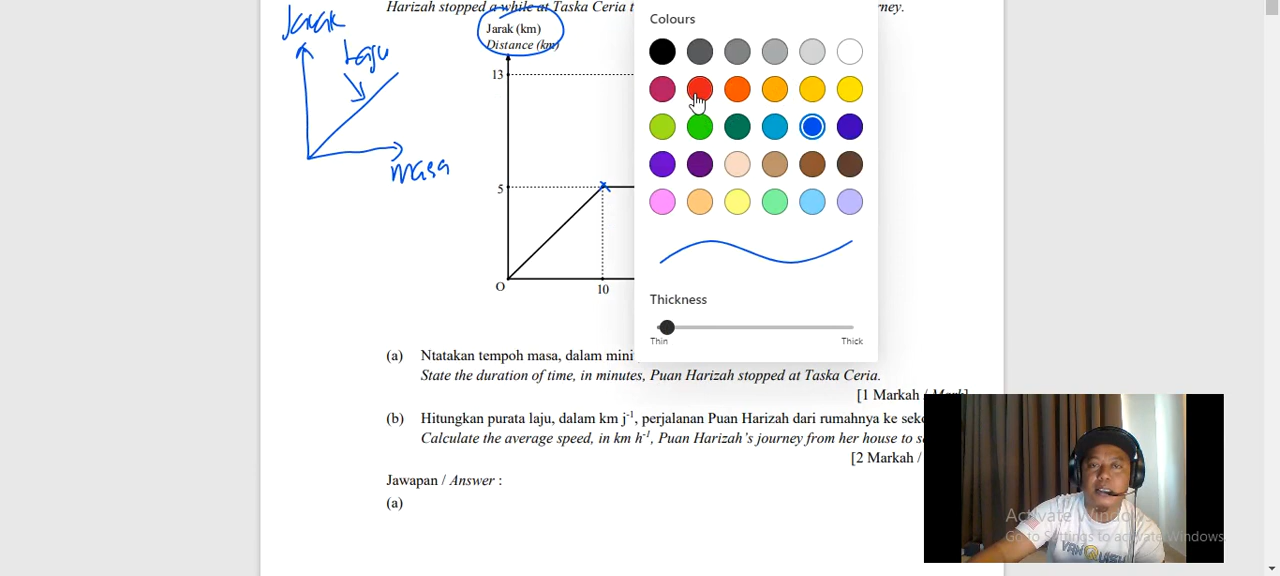 Harizah stopped a while at Taska Ceria t
ney.
Jarak
Laju
masa
Jarak (km)
Distance (km)
13
5
O
10
Colours
Thickness
Thin
Thick
(a) Ntatakan tempoh masa, dalam mini
State the duration of time, in minutes, Puan Harizah stopped at Taska Ceria.
[1 Markah / Mark]
(b) Hitungkan purata laju, dalam km j⁻¹, perjalanan Puan Harizah dari rumahnya ke seko
Calculate the average speed, in km h⁻¹, Puan Harizah's journey from her house to s
[2 Markah /
Jawapan / Answer :
(a)
Activate Windows
Go to Settings to activate Windows